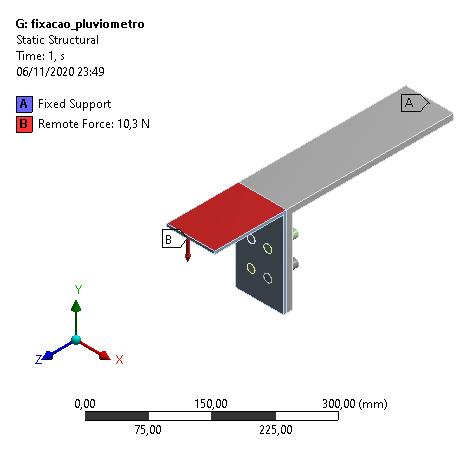 G: fixacao_pluviometro
Static Structural
Time: 1, s
06/11/2020 23:49
A Fixed Support
B Remote Force: 10,3 N
A
B
Y
Z
X
0,00 150,00 300,00 (mm)
75,00 225,00